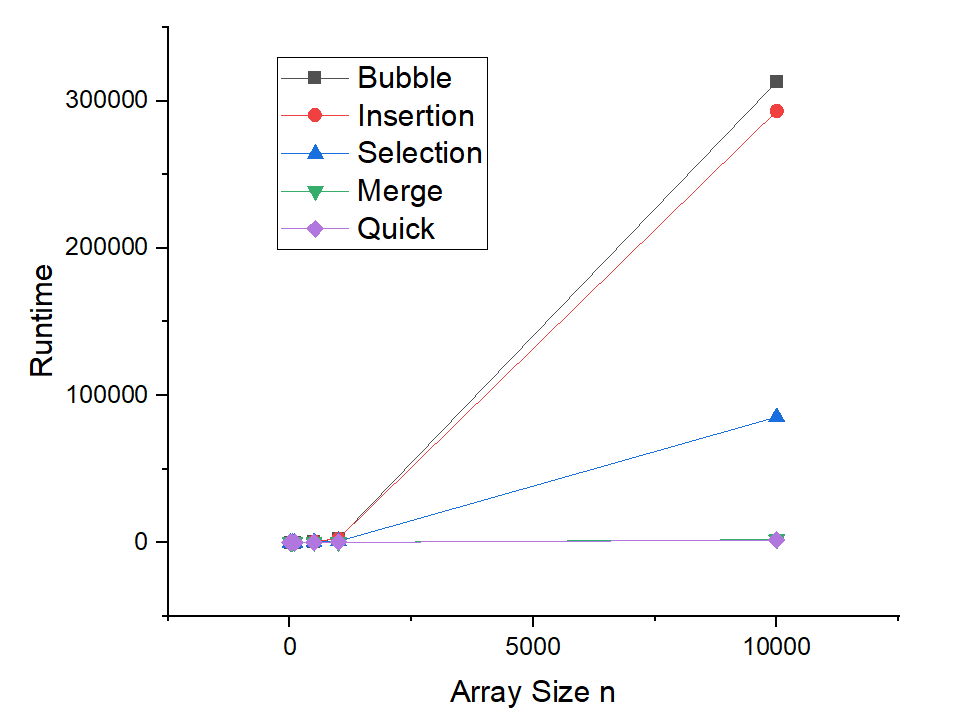 Bubble
Insertion
Selection
Merge
Quick
300000
200000
100000
0
Runtime
0
5000
10000
Array Size n